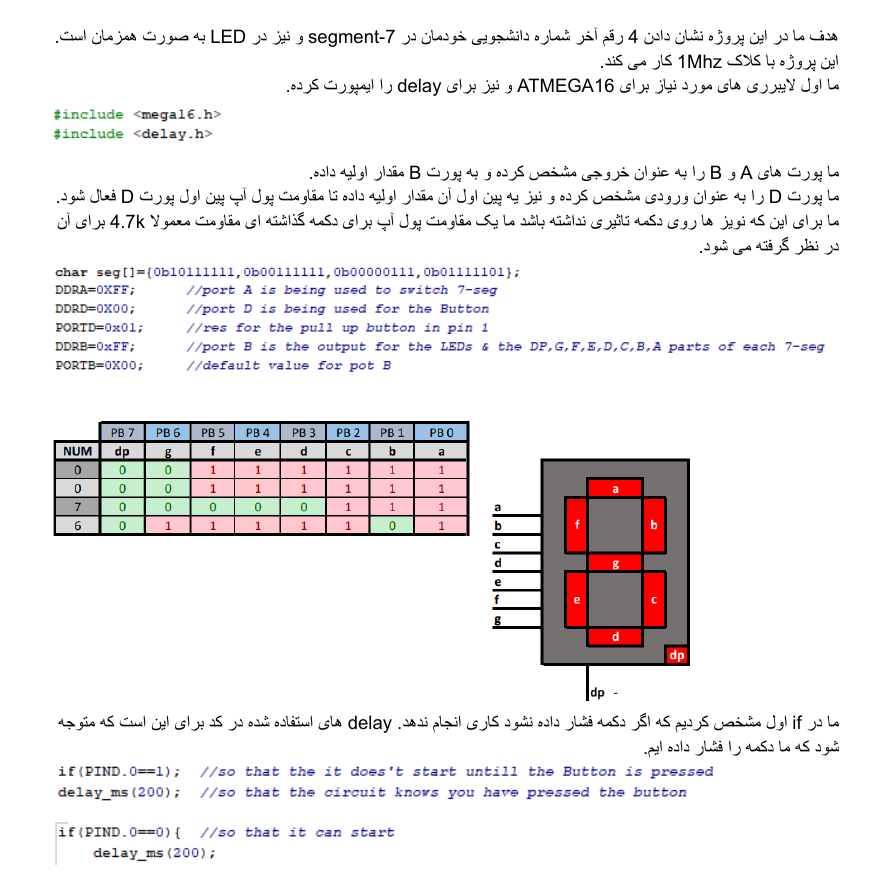 هدف ما در این پروژه نشان دادن 4 رقم آخر شماره دانشجویی خودمان در 7-segment و نیز در LED به صورت همزمان است.
این پروژه با کلاک 1Mhz کار می کند.
ما اول لایبرری های مورد نیاز برای ATMEGA16 و نیز برای delay را ایمپورت کرده.
#include <mega16.h>
#include <delay.h>
ما پورت های A و B را به عنوان خروجی مشخص کرده و به پورت B مقدار اولیه داده.
ما پورت D را به عنوان ورودی مشخص کرده و نیز یه پین اول آن مقدار اولیه داده تا مقاومت پول آپ پین اول پورت D فعال شود.
ما برای این که نویز ها روی دکمه تاثیری نداشته باشد ما یک مقاومت پول آپ برای دکمه گذاشته ای مقاومت معمولا 4.7k برای آن
در نظر گرفته می شود.
char seg[]={0b10111111,0b00111111,0b00000111,0b01111101};
DDRA=0XFF; //port A is being used to svitch 7-seg
DDRD=0X00; //port D is being used for the Button
PORTD=0x01; //res for the pull up button in pin 1
DDRB=0xFF; //port B is the output for the LEDs & the DP,G,F,E,D,C,B,A parts of each 7-seg
PORTB=0X00; //default value for pot B
PB 7 PB 6 PB 5 PB 4 PB 3 PB 2 PB 1 PB 0
NUM dp g f e d c b a
0 0 0 1 1 1 1 1 1
0 0 0 1 1 1 1 1 1
7 0 0 0 0 0 1 1 1
6 0 1 1 1 1 1 0 1
a
b
c
d
e
f
g
a
f b
g
e c
d
dp
dp -
ما در if اول مشخص کردیم که اگر دکمه فشار داده نشود کاری انجام ندهد. delay های استفاده شده در کد برای این است که متوجه
شود که ما دکمه را فشار داده ایم.
if(PIND.0==1); //so that the it does't start untill the Button is pressed
delay_ms(200); //so that the circuit knows you have pressed the button
if(PIND.0==0){ //so that it can start
delay_ms(200);